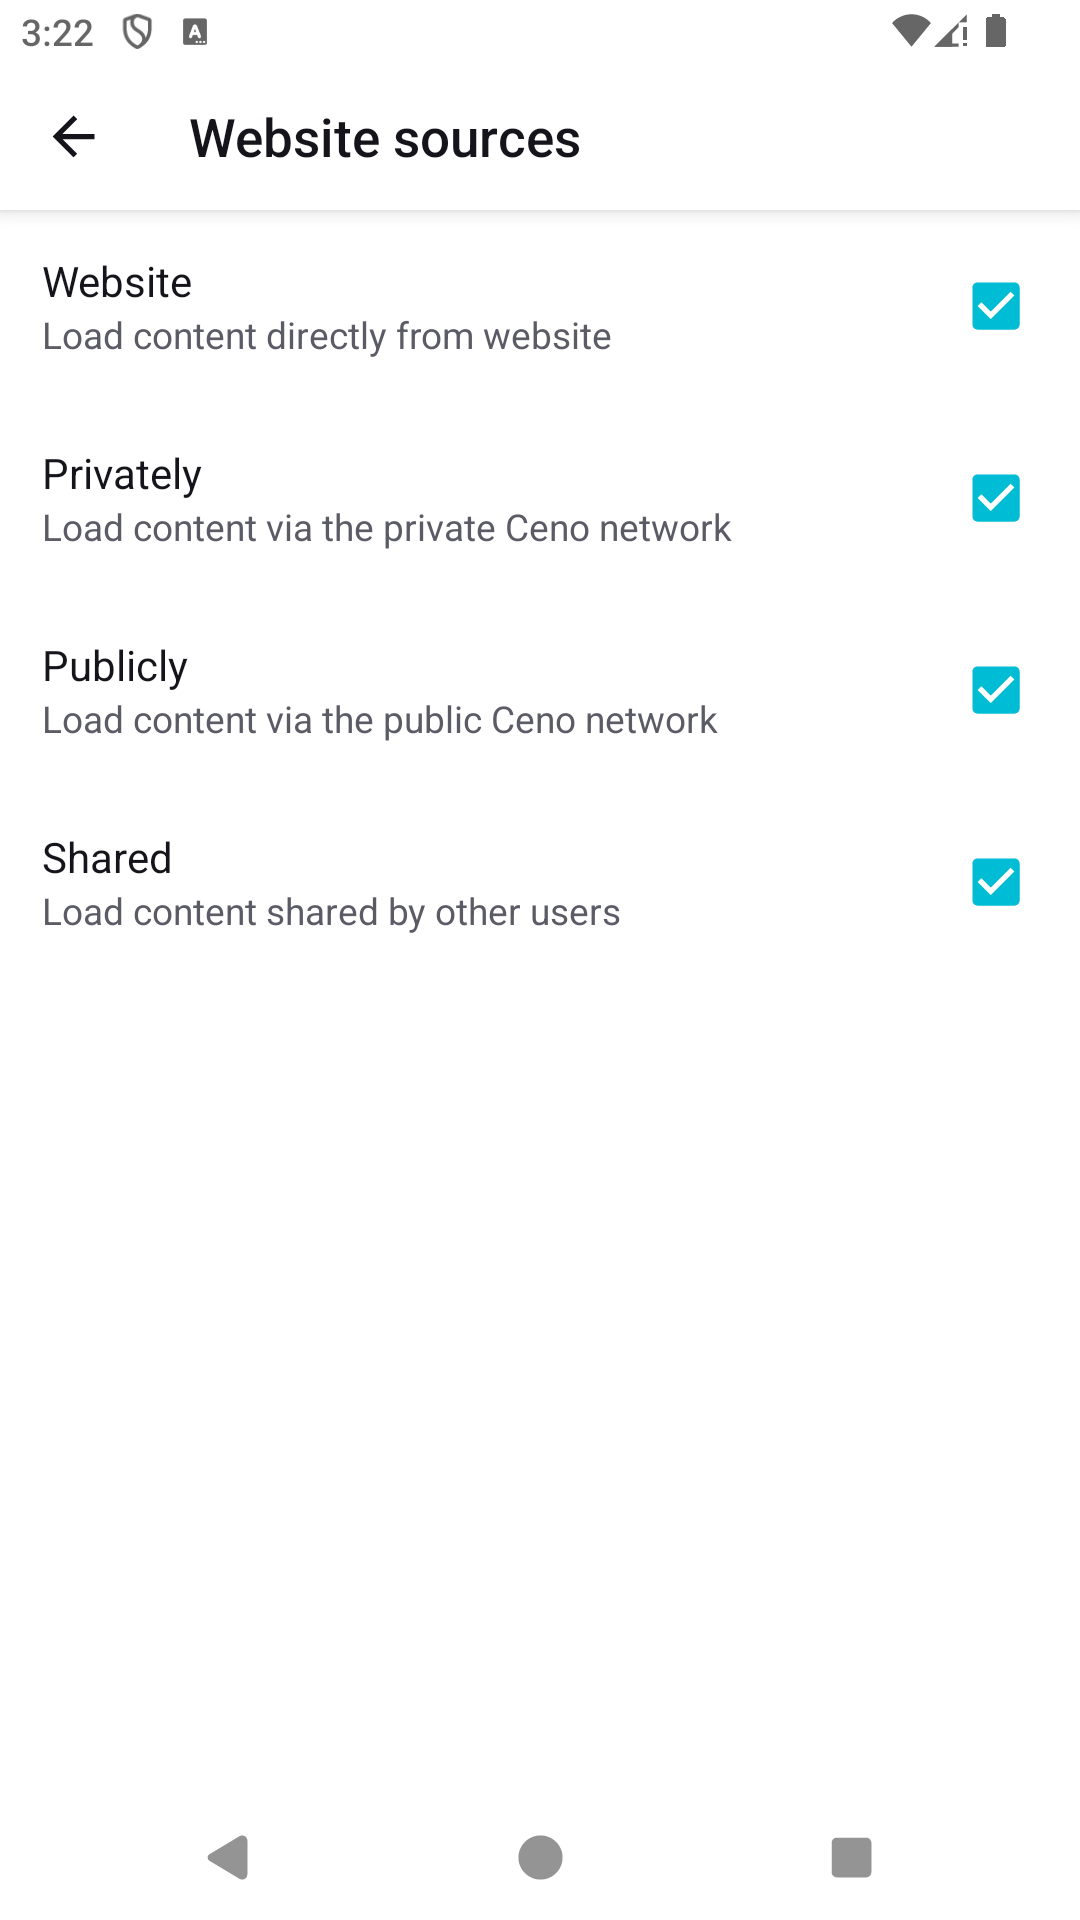 3:22
Website sources
Website
Load content directly from website
Privately
Load content via the private Ceno network
Publicly
Load content via the public Ceno network
Shared
Load content shared by other users